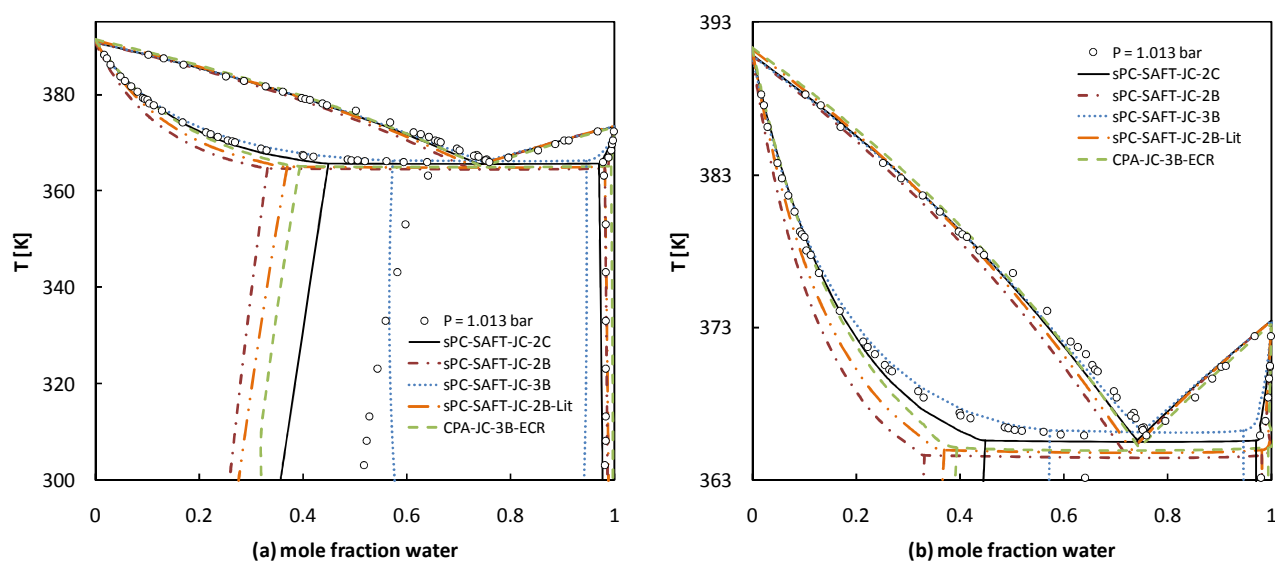 380
360
340
320
300
T [K]
0
0.2
0.4
0.6
0.8
1
(a) mole fraction water
P = 1.013 bar
sPC-SAFT-JC-2C
sPC-SAFT-JC-2B
sPC-SAFT-JC-3B
sPC-SAFT-JC-2B-Lit
CPA-JC-3B-ECR
393
383
373
363
T [K]
0
0.2
0.4
0.6
0.8
1
(b) mole fraction water
P = 1.013 bar
sPC-SAFT-JC-2C
sPC-SAFT-JC-2B
sPC-SAFT-JC-3B
sPC-SAFT-JC-2B-Lit
CPA-JC-3B-ECR